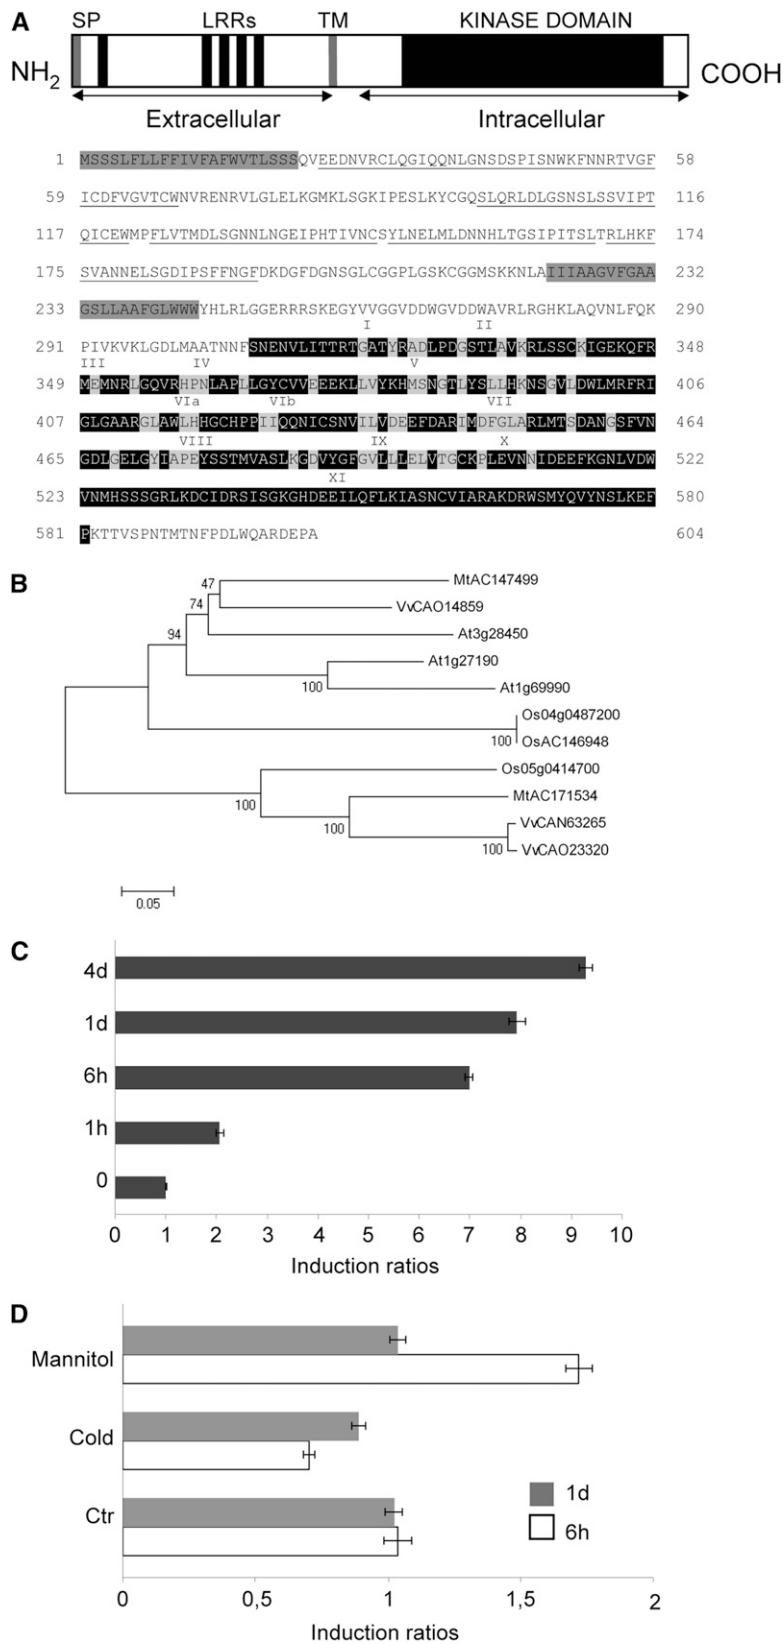 A
SP LRRs TM KINASE DOMAIN
NH2 COOH
Extracellular Intracellular
1 MSSSLFLLFFIVFAFWVTLSSSQVEEDNVRCLQGIQQNLGNSDSPISNWKFNNRTVGF 58
59 ICDFVGVTCWNVRENRVLGLELKGMKLSGKIPESLKYCGQSLQRLDLGSNSLSSVIPT 116
117 QICEWMPFLVTMDLSGNNLNGEIPHTIVNCSYLNELMLDNNHLTGSIPITSLTRLHKF 174
175 SVANNELSGDIPSFFNGFDKDGFDGNSGLCGGPLGSKCGGMSKKNLAIIIAAGVFGAA 232
233 GSLLAAFGLWWWYHLRLGGERRRSKEGYVVGGVDDWGVDDWAVRLRGHKLAQVNLFQK 290
I II
291 PIVKVKLGDLMAATNNFSNENVLITTRTGATYRADLPDGSTLAVKRLSSCKIGEKQFR 348
III IV V
349 MEMNRLGQVRHPNLAPLLGYCVVEEEKLLVYKHMSNGTLYSLLHKNSGVLDWLMRFRI 406
VIa VIb VII
407 GLGAARGLAWLHHGCHPPIIQQNICSNVILVDEEFDARIMDFGLARLMTSDANGSFVN 464
VIII IX X
465 GDLGELGYIAPEYSSTMVASLKGDVYGFGVLLLELVTGCKPLEVNNIDEEFKGNLVDW 522
XI
523 VNMHSSSGRLKDCIDRSISGKGHDEEILQFLKIASNCVIARAKDRWSMYQVYNSLKEF 580
581 PKTTVSPNTMTNFPDLWQARDEPA 604
B
47 MtAC147499
74 VvCAO14859
94 At3g28450
At1g27190
100 At1g69990
Os04g0487200
100 OsAC146948
Os05g0414700
100 MtAC171534
100 VvCAN63265
100 VvCAO23320
0.05
C
4d
1d
6h
1h
0
0 1 2 3 4 5 6 7 8 9 10
Induction ratios
D
Mannitol
Cold
Ctr
1d
6h
0 0,5 1 1,5 2
Induction ratios